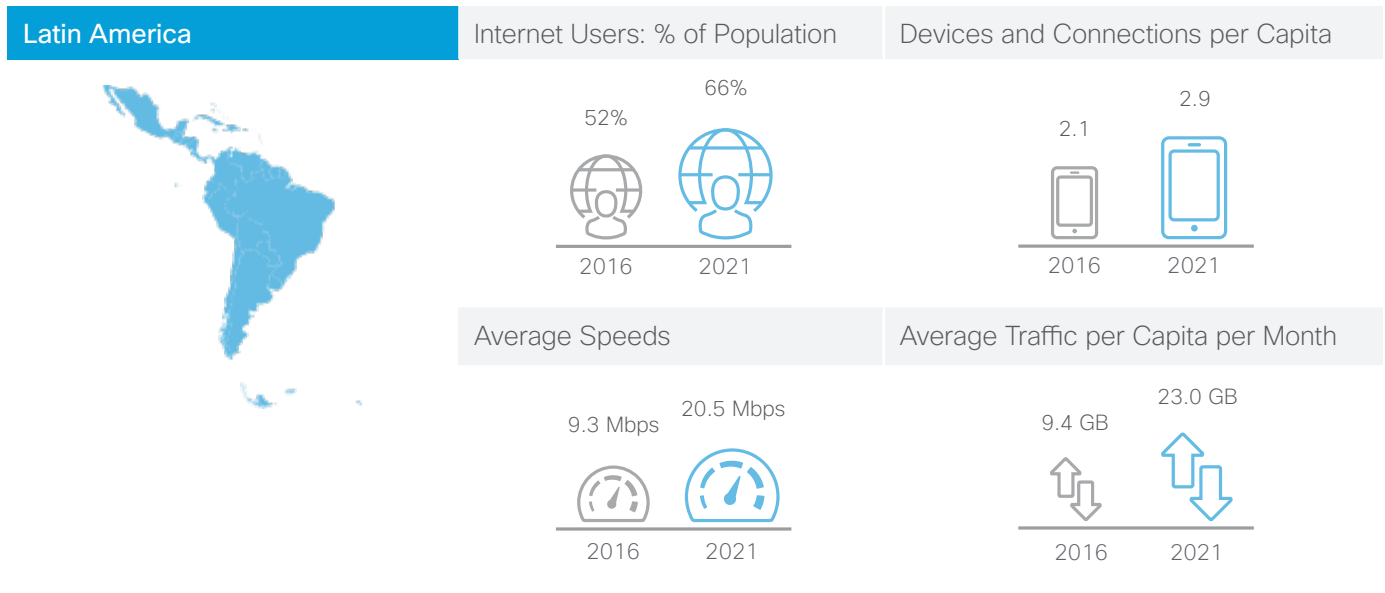 Latin America
Internet Users: % of Population
Devices and Connections per Capita
52%
66%
2016
2021
2.1
2.9
2016
2021
Average Speeds
Average Traffic per Capita per Month
9.3 Mbps
20.5 Mbps
2016
2021
9.4 GB
23.0 GB
2016
2021